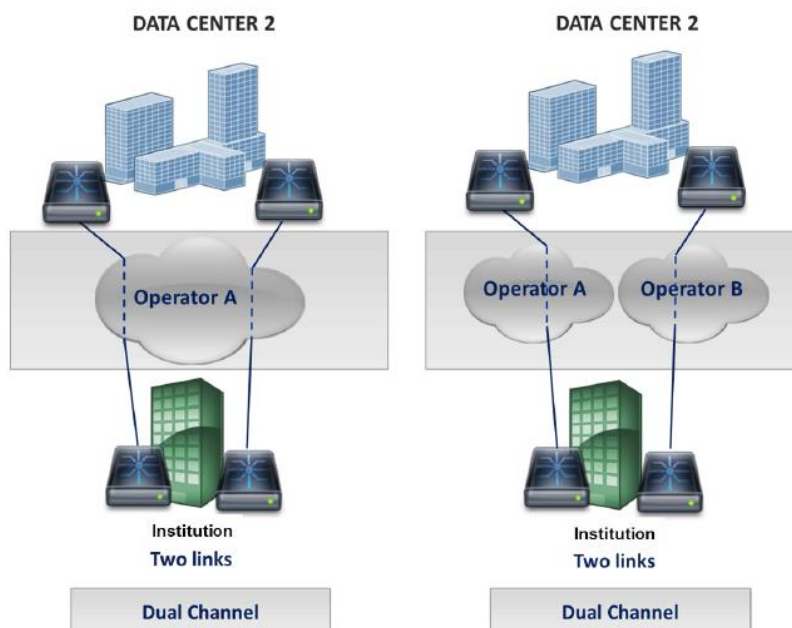 DATA CENTER 2
Operator A
Institution
Two links
Dual Channel
DATA CENTER 2
Operator A
Operator B
Institution
Two links
Dual Channel